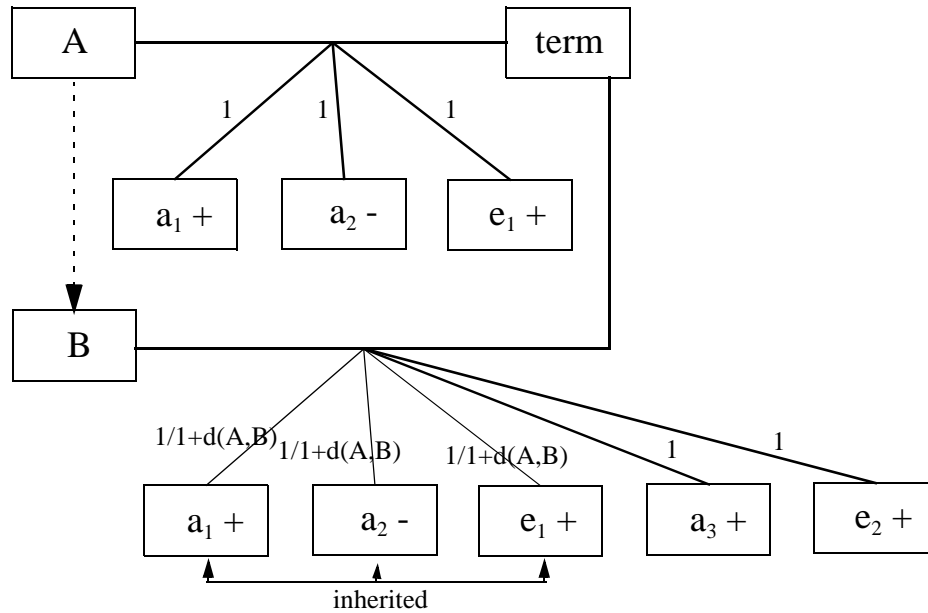 A
term
1
1
1
a₁ +
a₂ -
e₁ +
B
1/1+d(A,B)
1/1+d(A,B)
1/1+d(A,B)
1
1
a₁ +
a₂ -
e₁ +
a₃ +
e₂ +
inherited